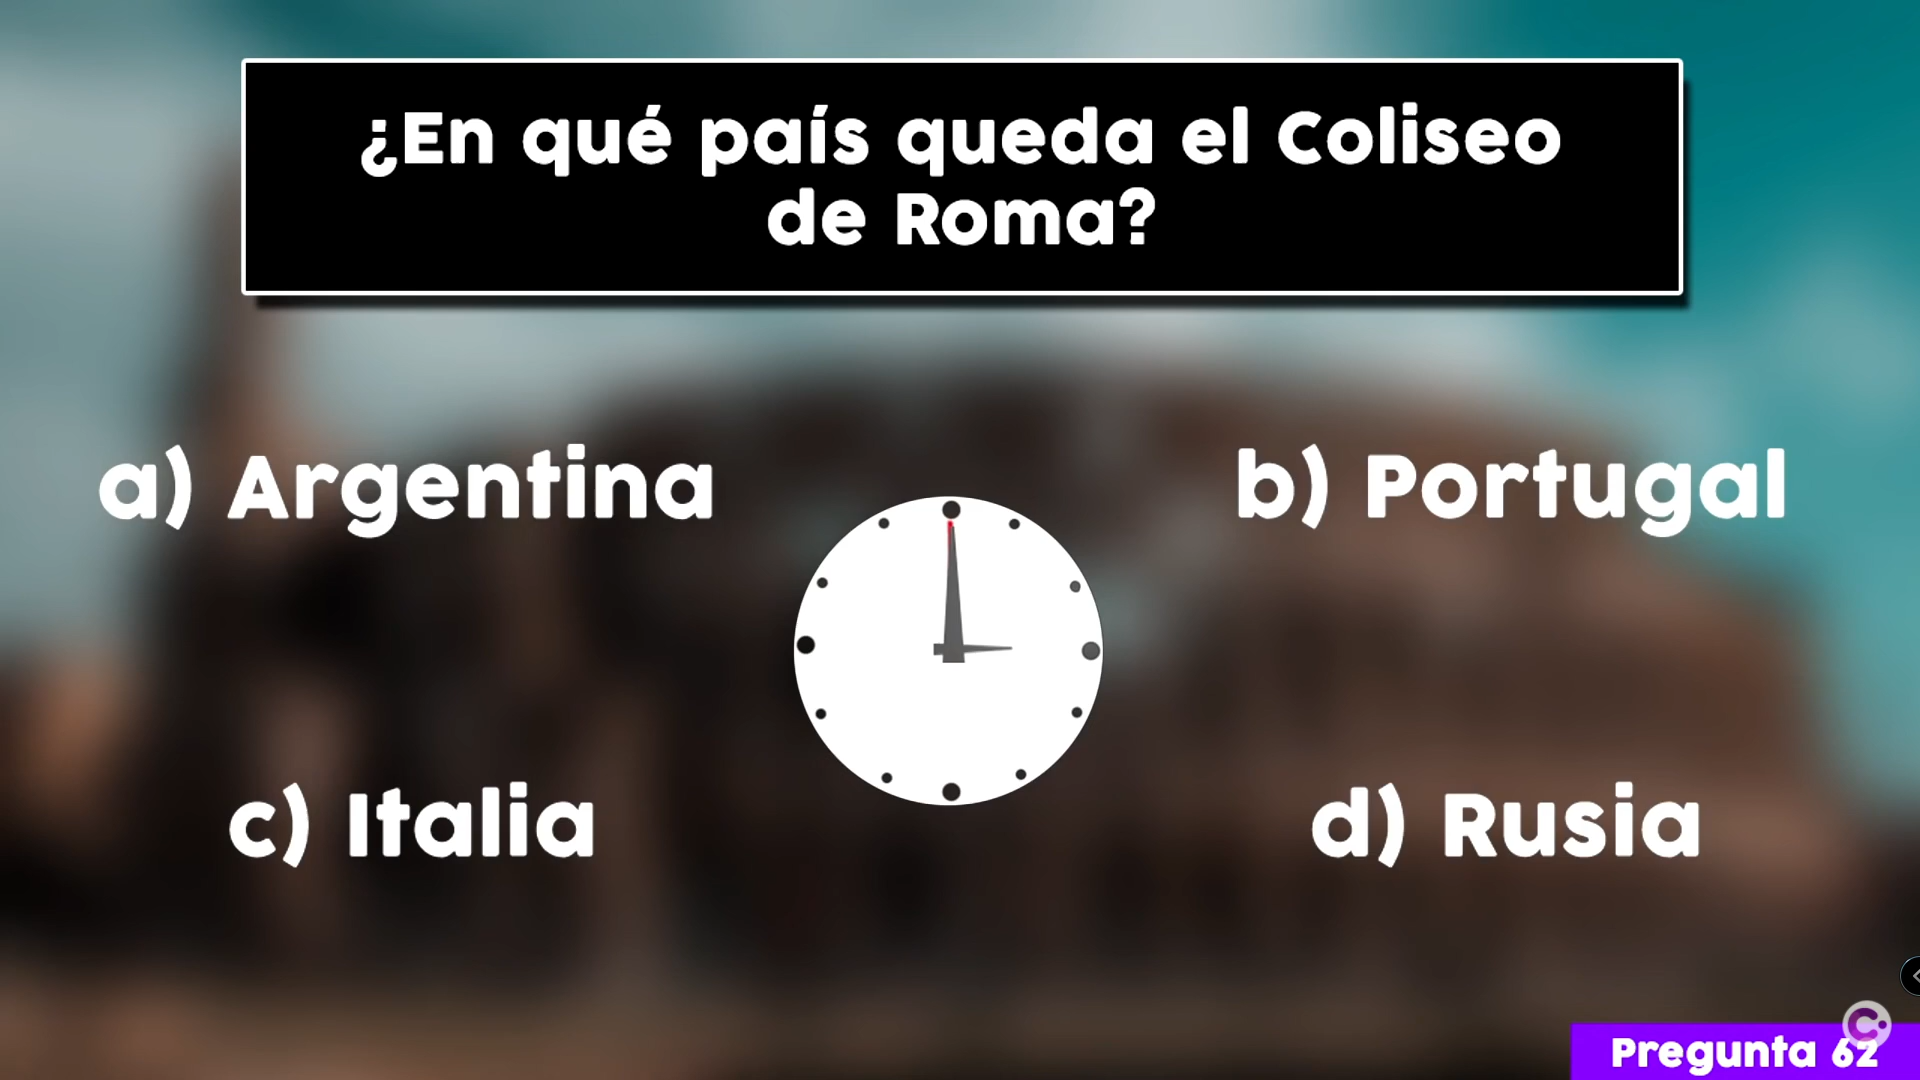 ¿En qué país queda el Coliseo
de Roma?
a) Argentina
b) Portugal
c) Italia
d) Rusia
Pregunta 62